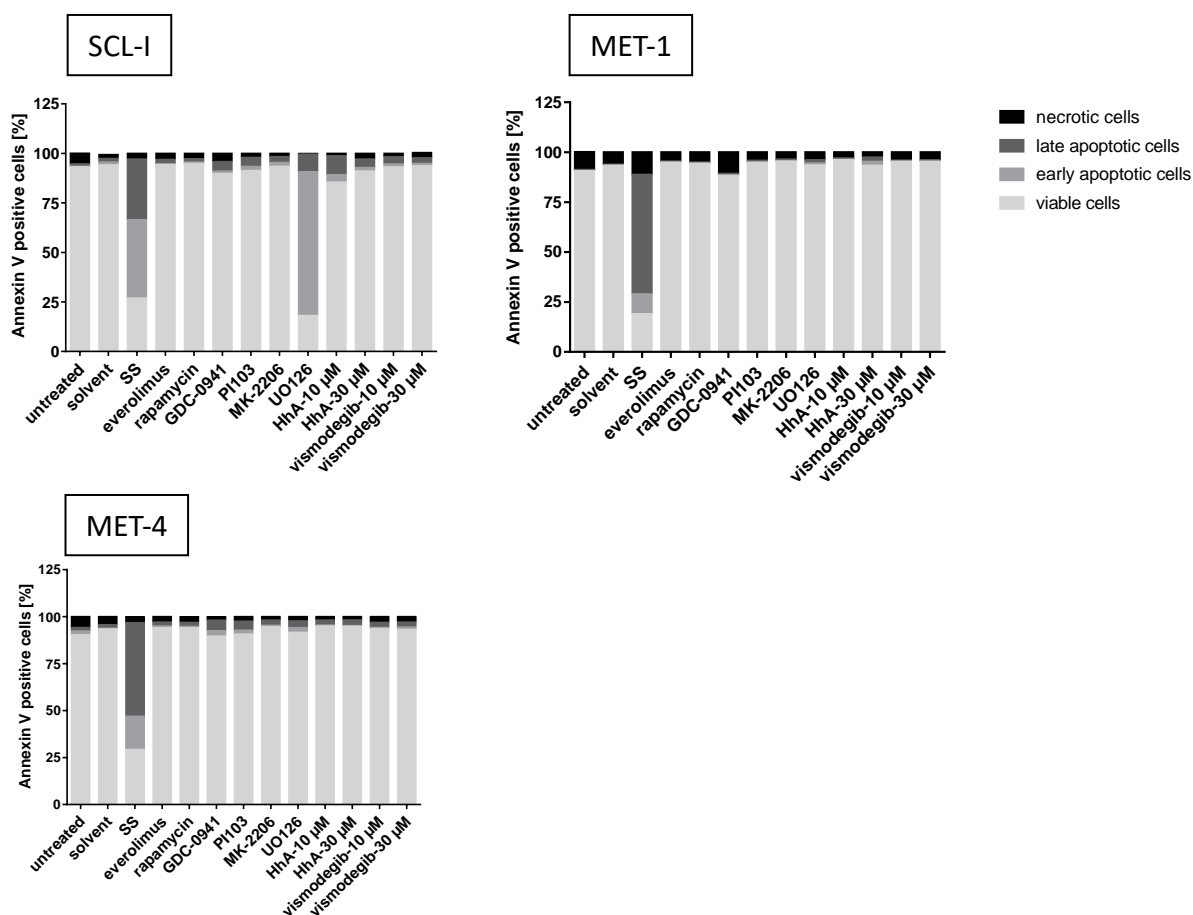 SCL-I
MET-1
125
100
75
50
25
0
Annexin V positive cells [%]
untreated
solvent
SS
everolimus
rapamycin
GDC-0941
PI103
MK-2206
UO126
HhA-10 µM
HhA-30 µM
vismodegib-10 µM
vismodegib-30 µM
125
100
75
50
25
0
Annexin V positive cells [%]
untreated
solvent
SS
everolimus
rapamycin
GDC-0941
PI103
MK-2206
UO126
HhA-10 µM
HhA-30 µM
vismodegib-10 µM
vismodegib-30 µM
necrotic cells
late apoptotic cells
early apoptotic cells
viable cells
MET-4
125
100
75
50
25
0
Annexin V positive cells [%]
untreated
solvent
SS
everolimus
rapamycin
GDC-0941
PI103
MK-2206
UO126
HhA-10 µM
HhA-30 µM
vismodegib-10 µM
vismodegib-30 µM